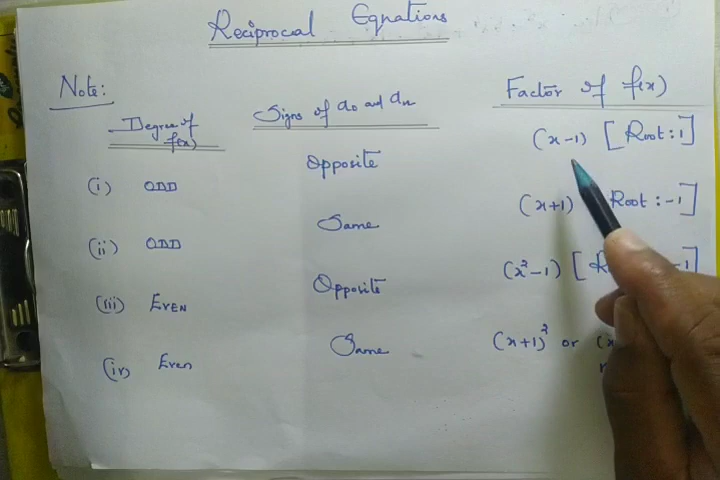 Reciprocal Equations
Note:
Degree of f(x) Signs of a0 and an Factor of f(x)
(i) ODD Opposite (x-1) [Root: 1]
(ii) ODD Same (x+1) Root: -1]
(iii) EVEN Opposite (x²-1) [ -1]
(iv) Even Same (x+1)² or (x